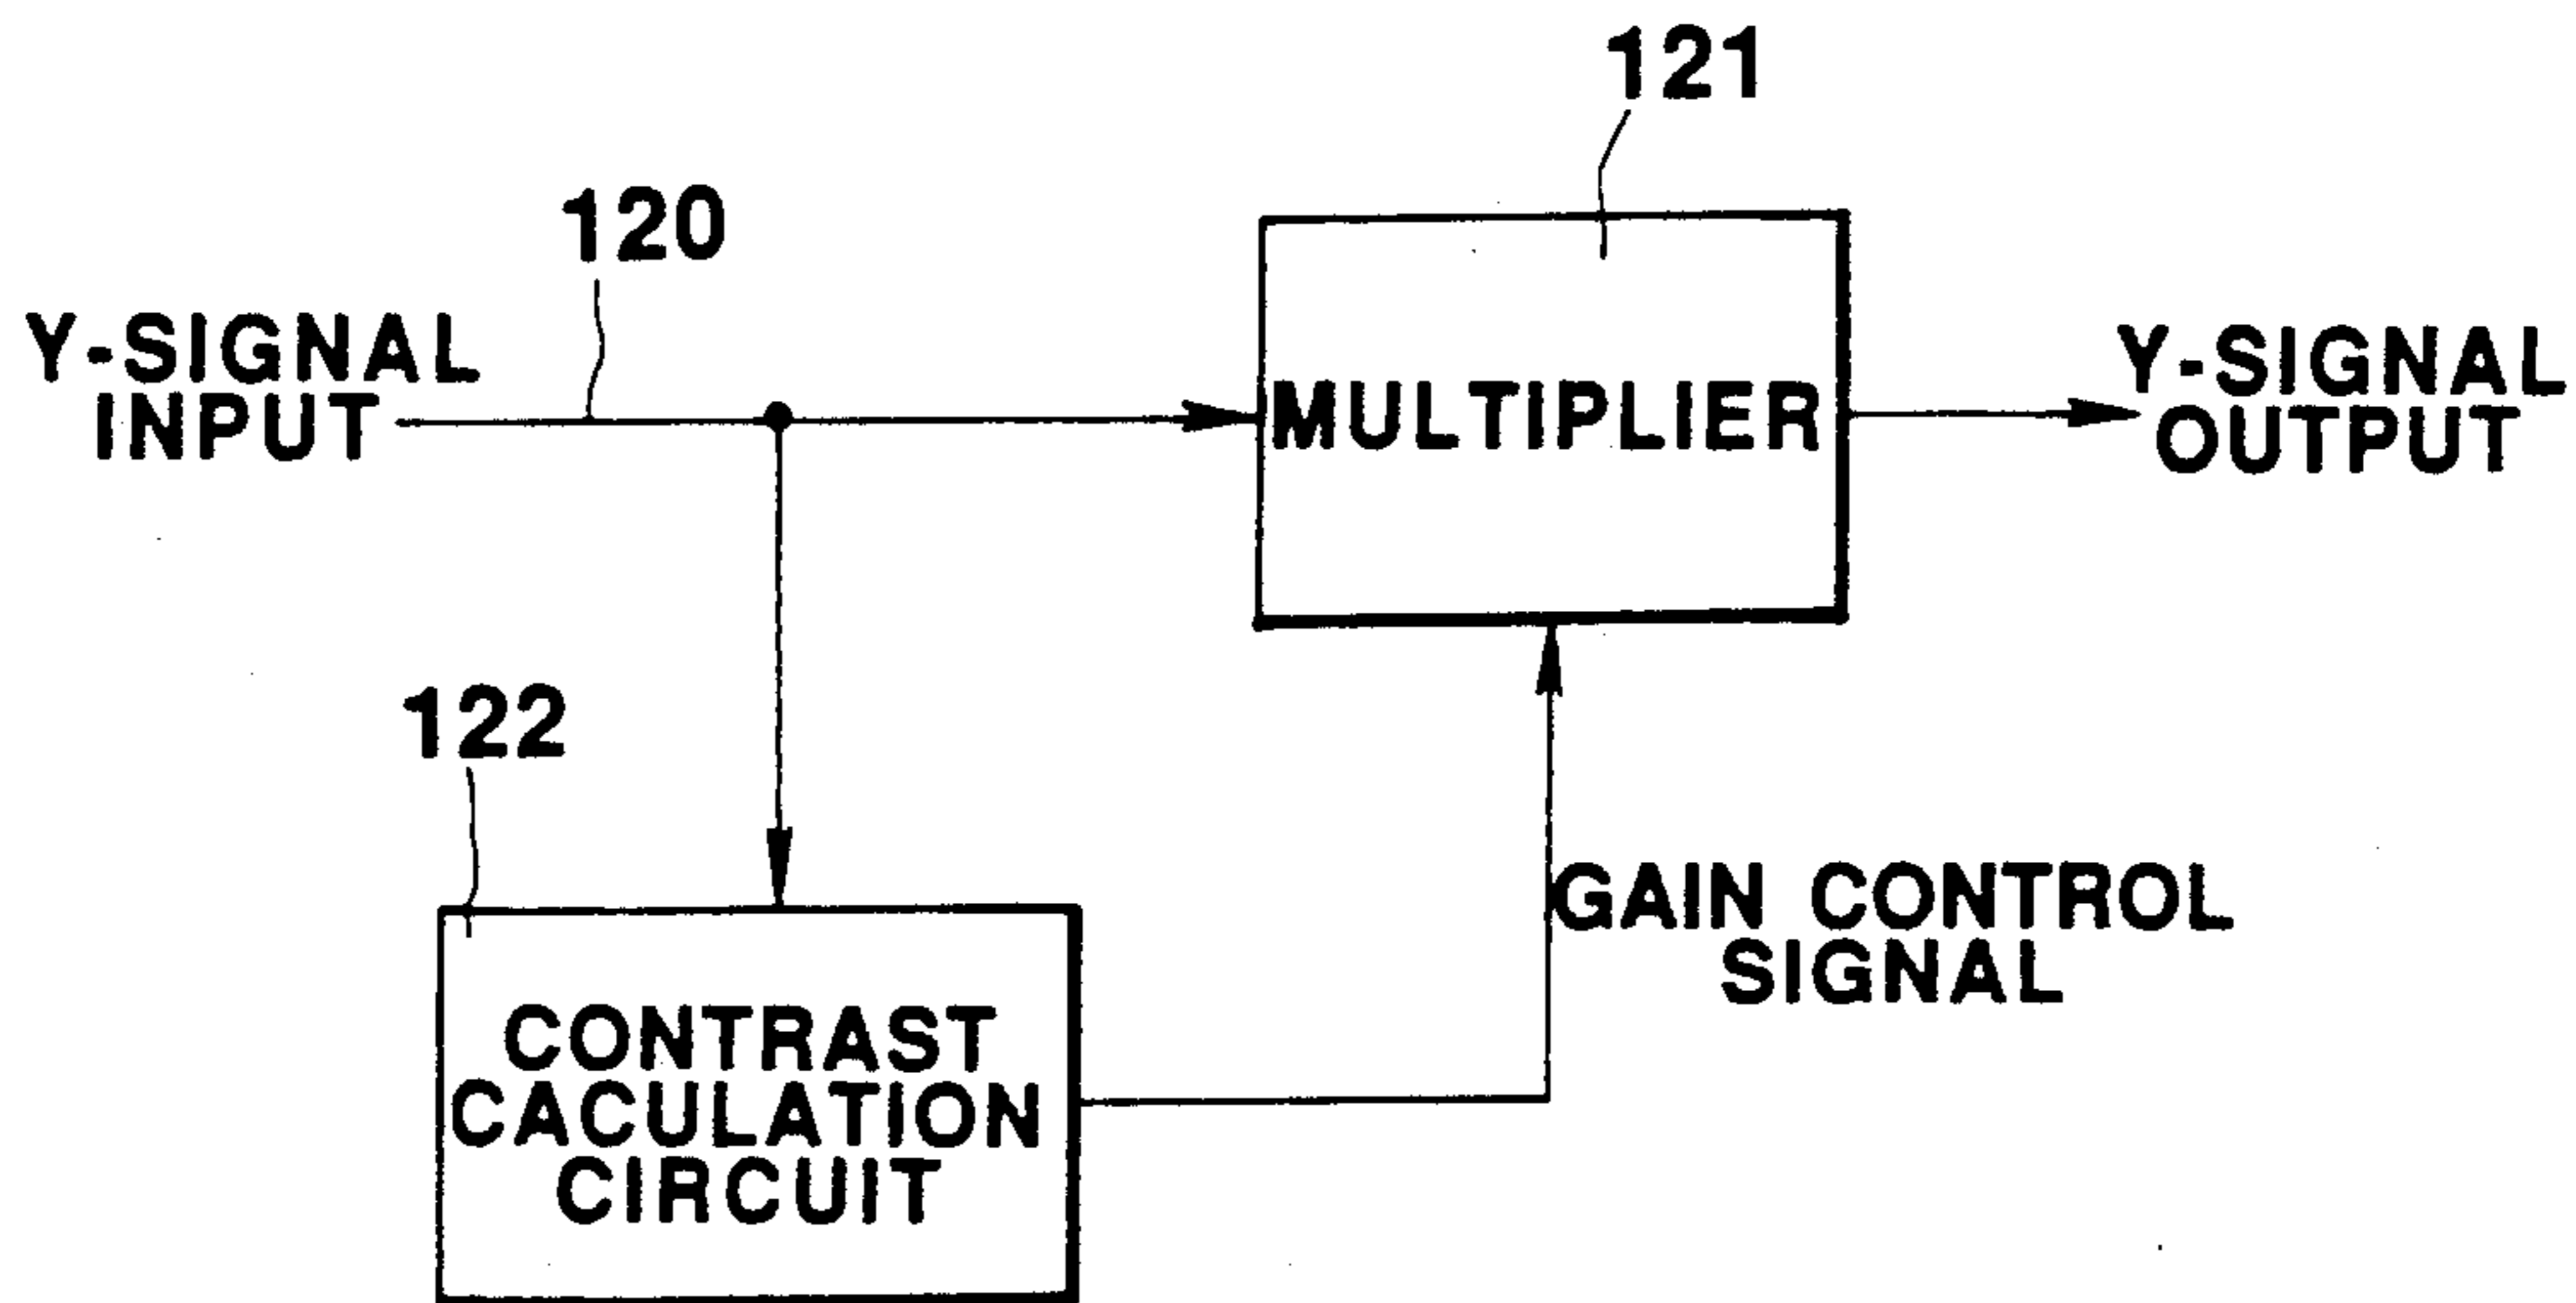 121
120
Y-SIGNAL
INPUT
MULTIPLIER
Y-SIGNAL
OUTPUT
122
GAIN CONTROL
SIGNAL
CONTRAST
CACULATION
CIRCUIT